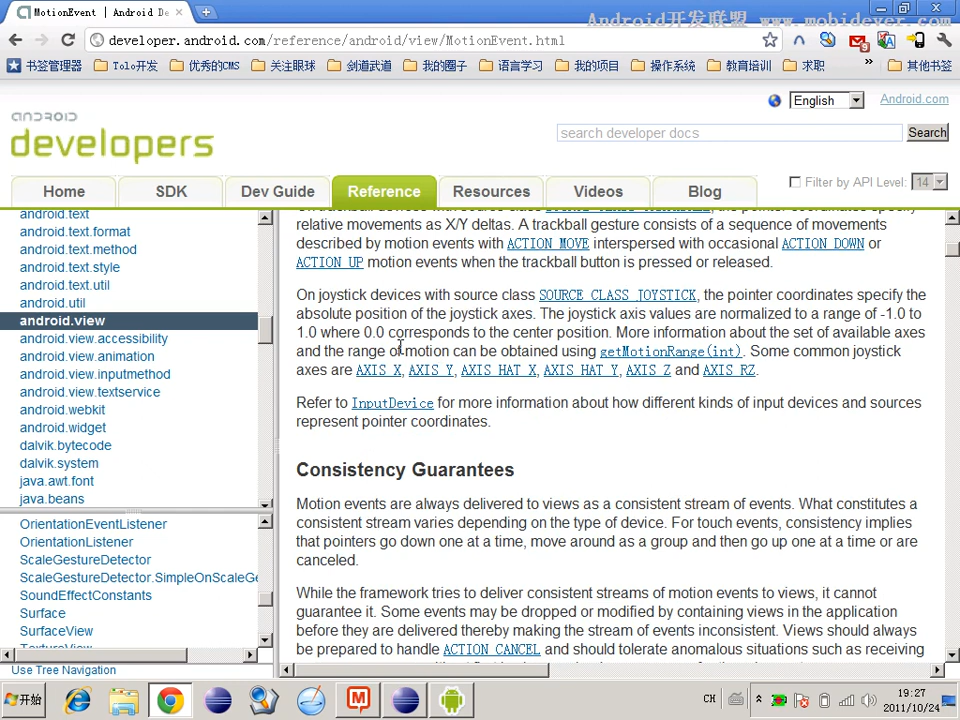 MotionEvent | Android De
Android开发联盟 www.mobidever.com
developer.android.com/reference/android/view/MotionEvent.html
书签管理器 Tolo开发 优秀的CMS 关注眼球 剑道武道 我的圈子 语言学习 我的项目 操作系统 教育培训 求职 » 其他书签
English Android.com
android
developers
search developer docs Search
Home SDK Dev Guide Reference Resources Videos Blog Filter by API Level: 14
android.text
android.text.format
android.text.method
android.text.style
android.text.util
android.util
android.view
android.view.accessibility
android.view.animation
android.view.inputmethod
android.view.textservice
android.webkit
android.widget
dalvik.bytecode
dalvik.system
java.awt.font
java.beans
OrientationEventListener
OrientationListener
ScaleGestureDetector
ScaleGestureDetector.SimpleOnScaleGe
SoundEffectConstants
Surface
SurfaceView
TextureView
Use Tree Navigation
relative movements as X/Y deltas. A trackball gesture consists of a sequence of movements
described by motion events with ACTION_MOVE interspersed with occasional ACTION_DOWN or
ACTION_UP motion events when the trackball button is pressed or released.
On joystick devices with source class SOURCE_CLASS_JOYSTICK, the pointer coordinates specify the
absolute position of the joystick axes. The joystick axis values are normalized to a range of -1.0 to
1.0 where 0.0 corresponds to the center position. More information about the set of available axes
and the range of motion can be obtained using getMotionRange(int). Some common joystick
axes are AXIS_X, AXIS_Y, AXIS_HAT_X, AXIS_HAT_Y, AXIS_Z and AXIS_RZ.
Refer to InputDevice for more information about how different kinds of input devices and sources
represent pointer coordinates.
Consistency Guarantees
Motion events are always delivered to views as a consistent stream of events. What constitutes a
consistent stream varies depending on the type of device. For touch events, consistency implies
that pointers go down one at a time, move around as a group and then go up one at a time or are
canceled.
While the framework tries to deliver consistent streams of motion events to views, it cannot
guarantee it. Some events may be dropped or modified by containing views in the application
before they are delivered thereby making the stream of events inconsistent. Views should always
be prepared to handle ACTION_CANCEL and should tolerate anomalous situations such as receiving
开始 CH 19:27
2011/10/24